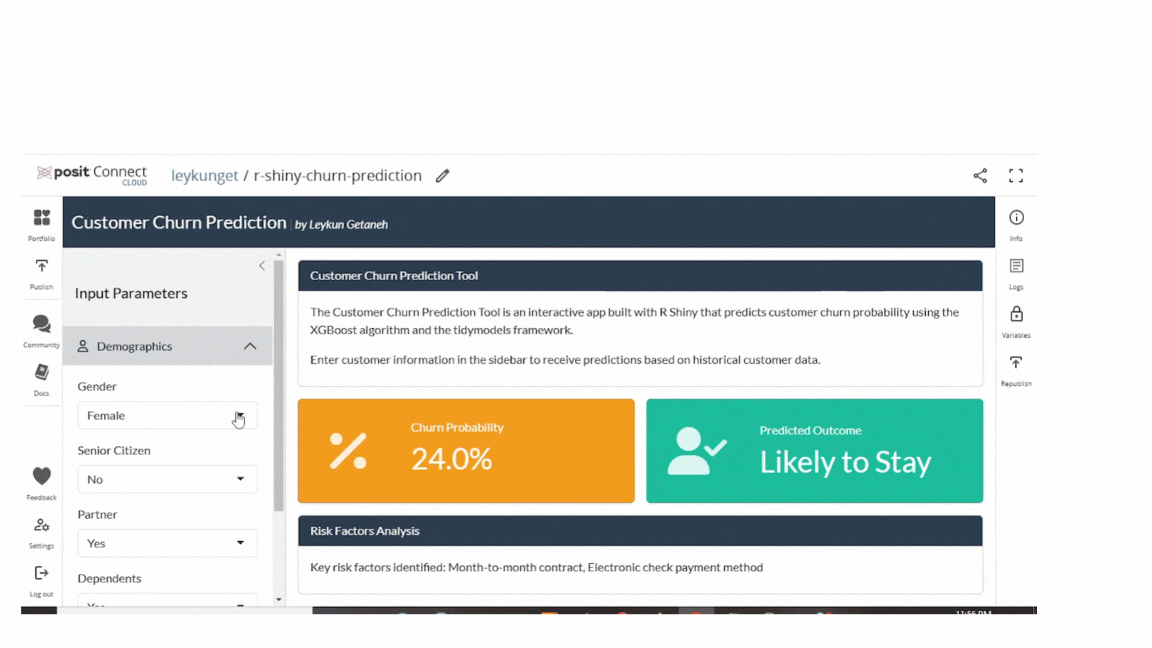 posit Connect
CLOUD
leykunget / r-shiny-churn-prediction
Portfolio
Publish
Community
Docs
Feedback
Settings
Log out
Customer Churn Prediction by Leykun Getaneh
Input Parameters
Demographics
Gender
Female
Senior Citizen
No
Partner
Yes
Dependents
Yes
Customer Churn Prediction Tool
The Customer Churn Prediction Tool is an interactive app built with R Shiny that predicts customer churn probability using the
XGBoost algorithm and the tidymodels framework.
Enter customer information in the sidebar to receive predictions based on historical customer data.
Churn Probability
24.0%
Predicted Outcome
Likely to Stay
Risk Factors Analysis
Key risk factors identified: Month-to-month contract, Electronic check payment method
Info
Logs
Variables
Republish
11:56 PM